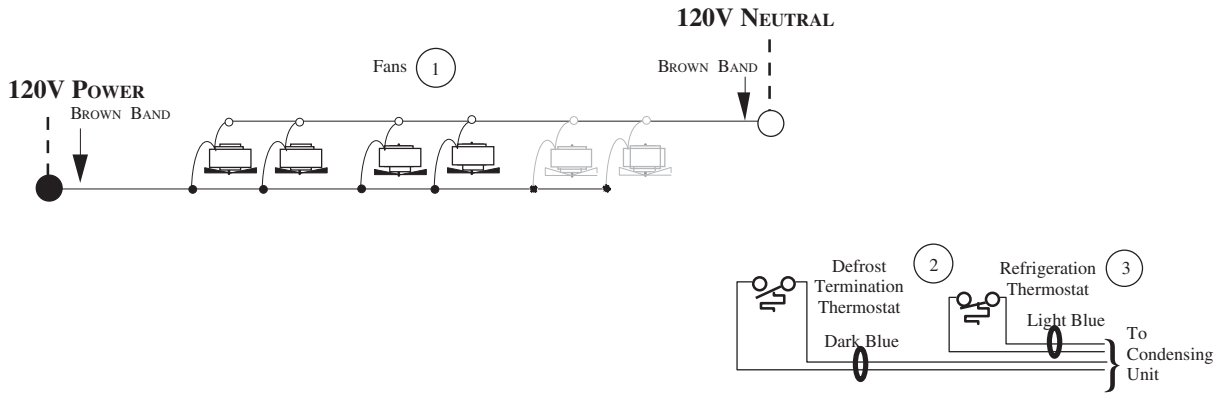 120V NEUTRAL
Fans 1
BROWN BAND
120V POWER
BROWN BAND
Defrost
Termination
Thermostat
2
Refrigeration
Thermostat
3
Light Blue
Dark Blue
To
Condensing
Unit